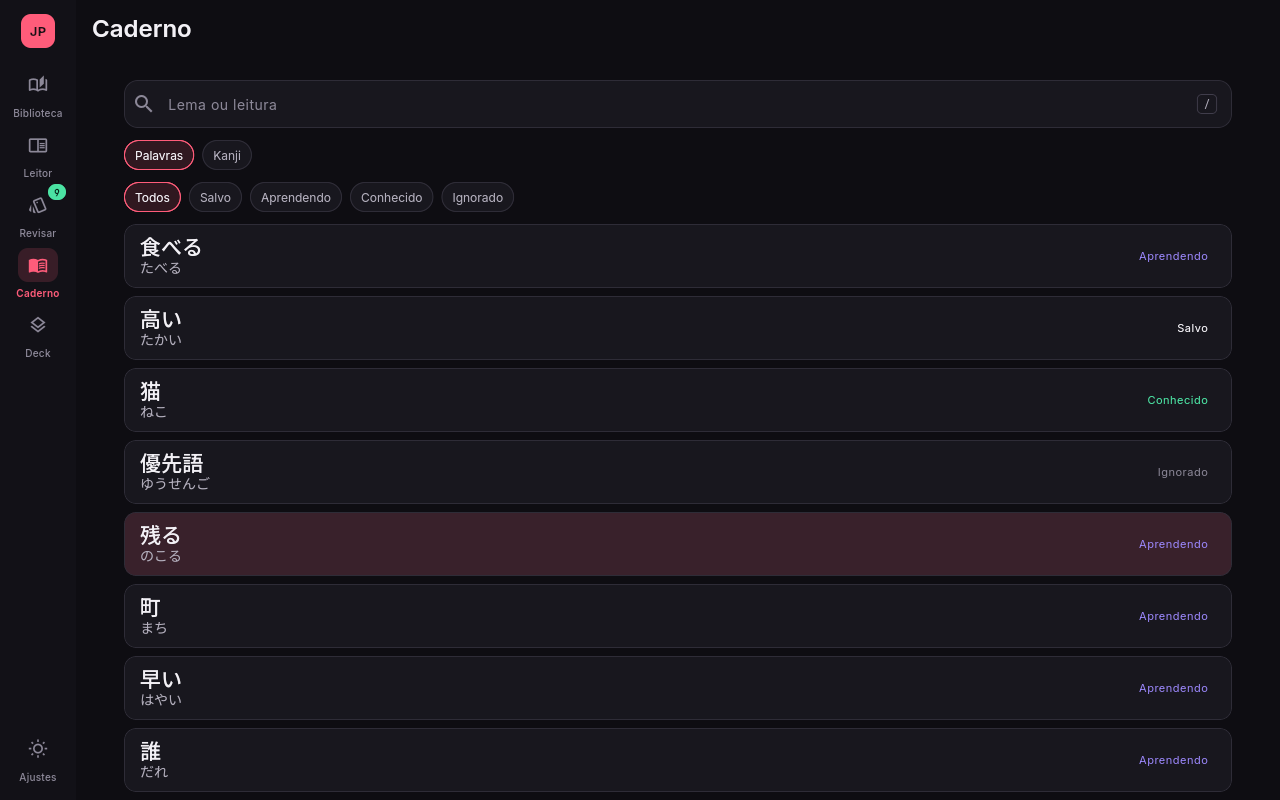 JP
Caderno
Biblioteca
Leitor
9
Revisar
Caderno
Deck
Ajustes
Lema ou leitura
/
Palavras Kanji
Todos Salvo Aprendendo Conhecido Ignorado
食べる
たべる
Aprendendo
高い
たかい
Salvo
猫
ねこ
Conhecido
優先語
ゆうせんご
Ignorado
残る
のこる
Aprendendo
町
まち
Aprendendo
早い
はやい
Aprendendo
誰
だれ
Aprendendo